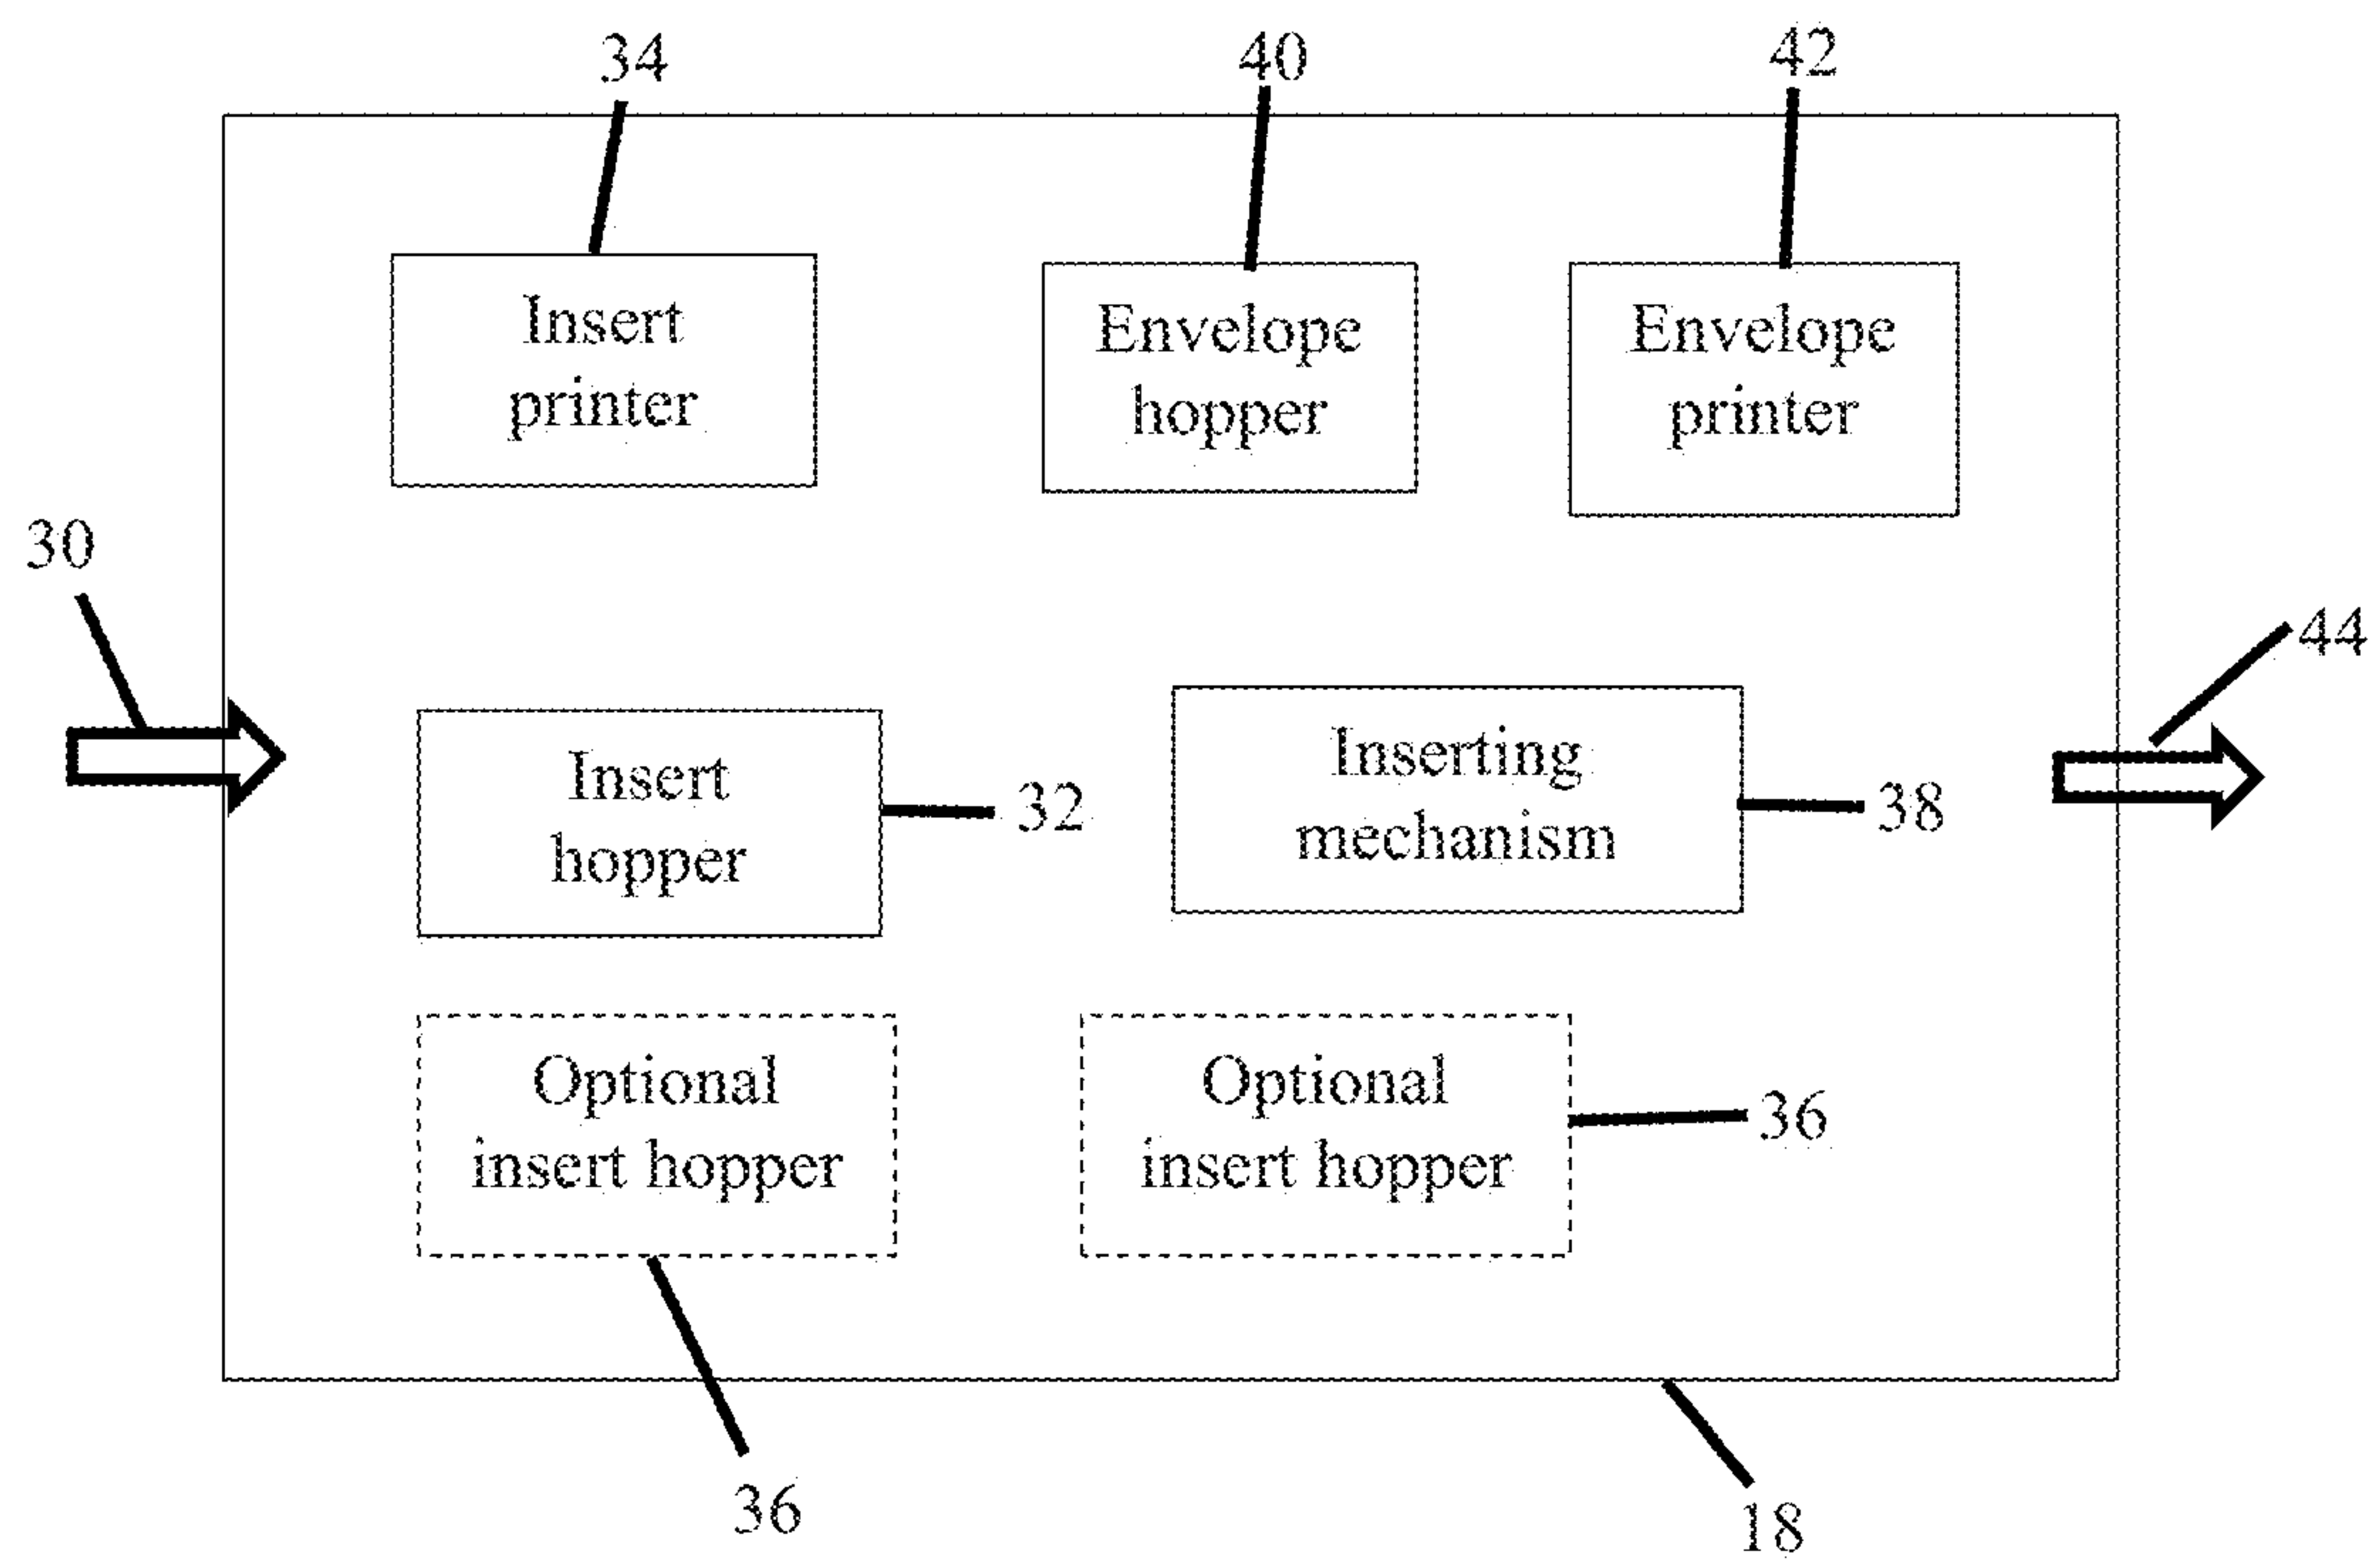 34
40
42
Insert
printer
Envelope
hopper
Envelope
printer
30
44
Insert
hopper
32
Inserting
mechanism
38
Optional
insert hopper
Optional
insert hopper
36
36
18